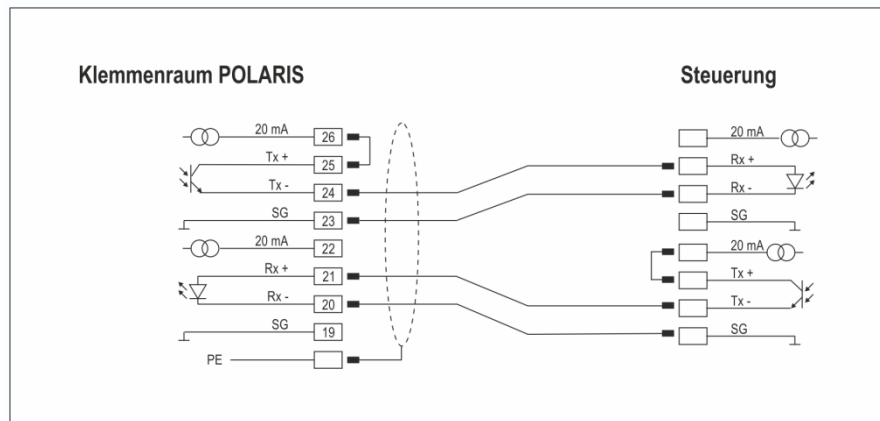 Klemmenraum POLARIS
20 mA 26
Tx + 25
Tx - 24
SG 23
20 mA 22
Rx + 21
Rx - 20
SG 19
PE
Steuerung
20 mA
Rx +
Rx -
SG
20 mA
Tx +
Tx -
SG